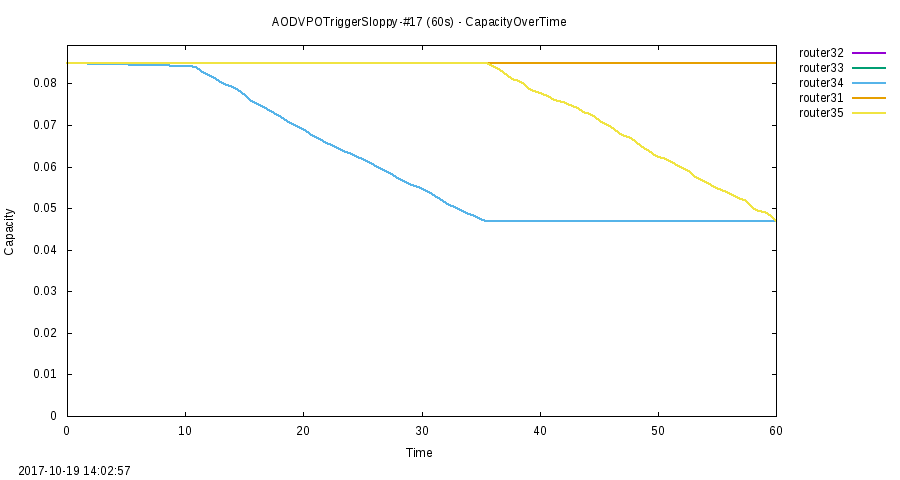 AODVPOTriggerSloppy-#17 (60s) - CapacityOverTime
router32
router33
router34
router31
router35
0.08
0.07
0.06
0.05
0.04
0.03
0.02
0.01
0
Capacity
0 10 20 30 40 50 60
Time
2017-10-19 14:02:57